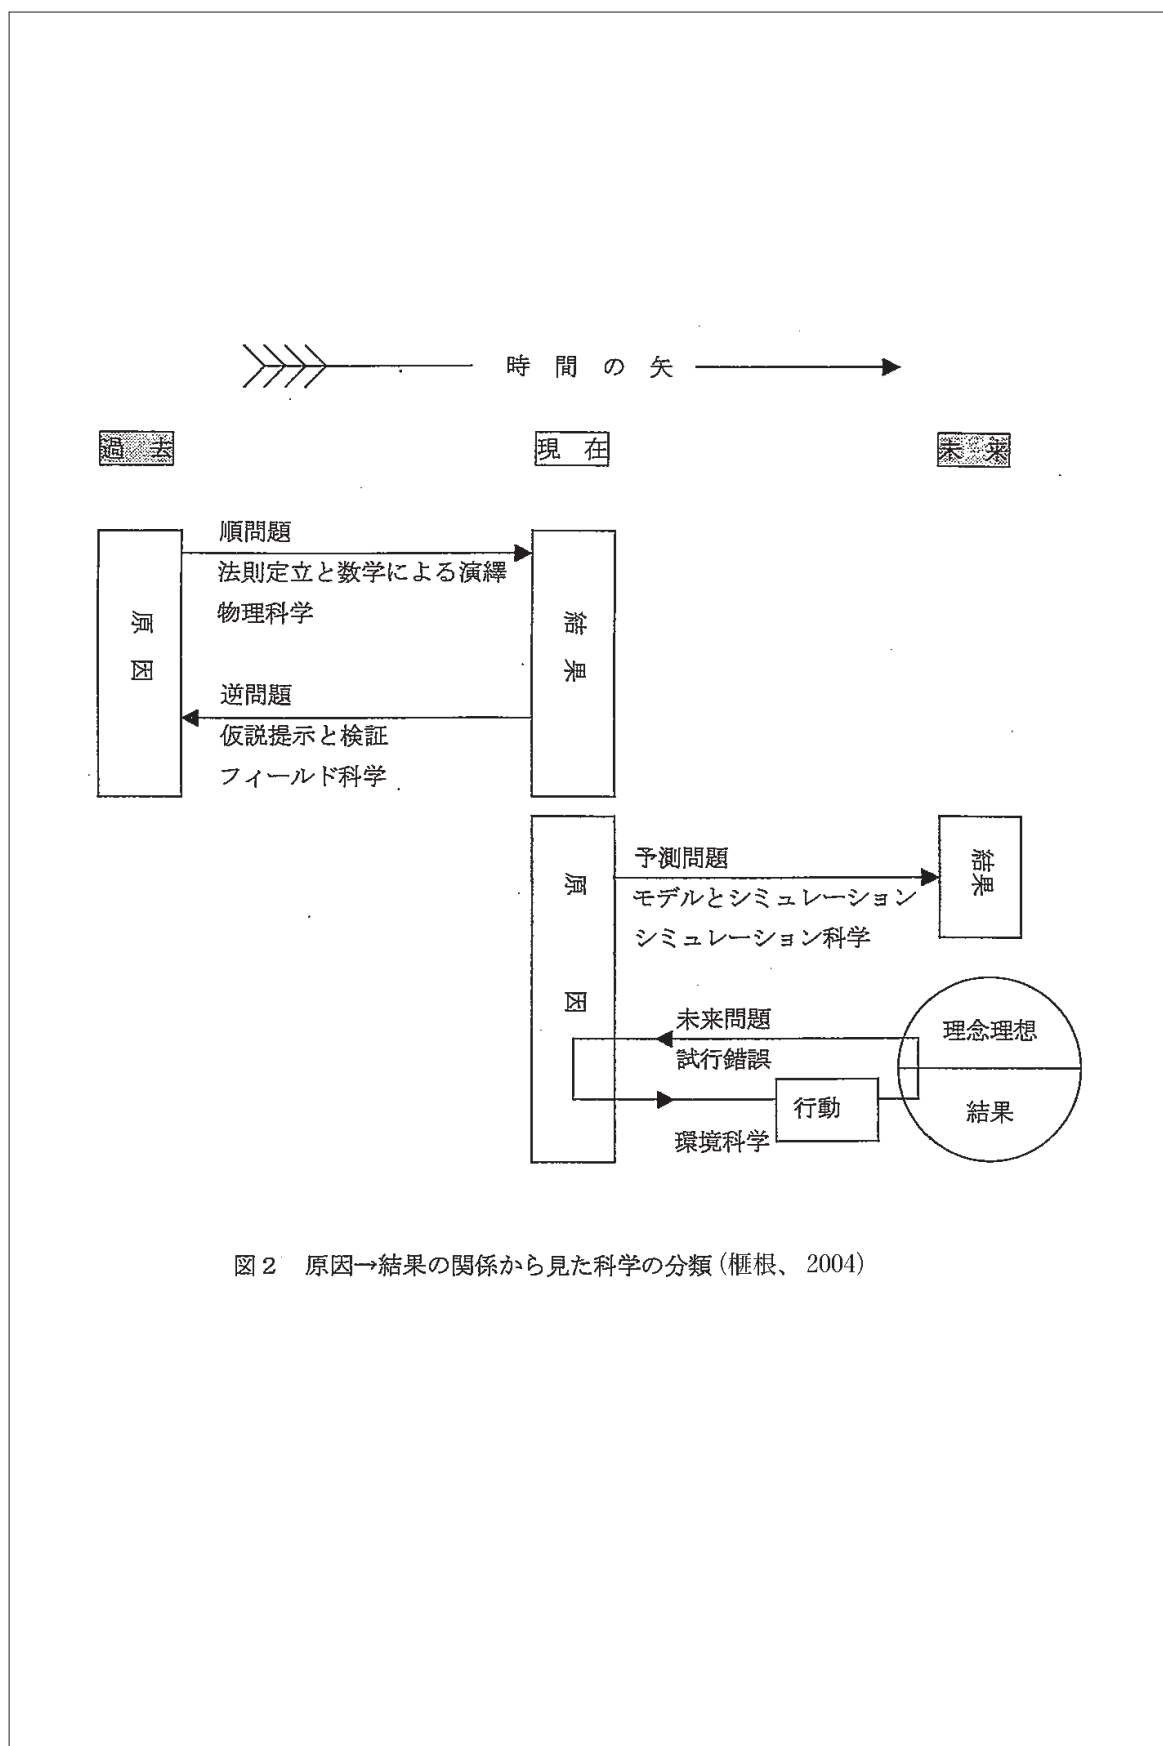 時間の矢
過去
現在
未来
順問題
法則定立と数学による演繹
物理科学
原因
結果
逆問題
仮説提示と検証
フィールド科学
原因
予測問題
モデルとシミュレーション
シミュレーション科学
結果
未来問題
試行錯誤
行動
環境科学
理念理想
結果
図2 原因→結果の関係から見た科学の分類(榧根、2004)